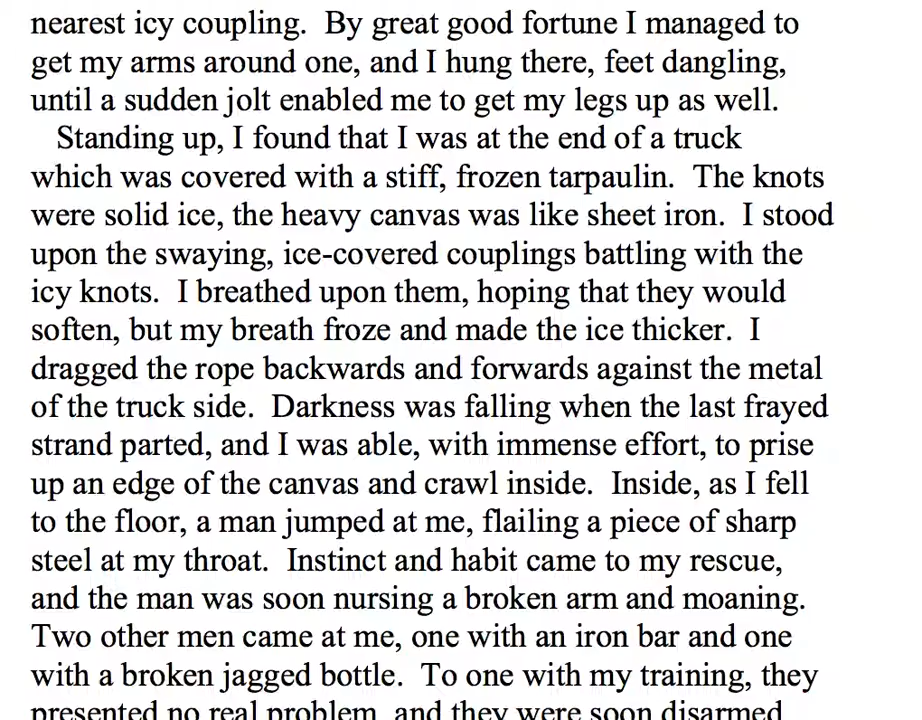 nearest icy coupling.  By great good fortune I managed to
get my arms around one, and I hung there, feet dangling,
until a sudden jolt enabled me to get my legs up as well.
Standing up, I found that I was at the end of a truck
which was covered with a stiff, frozen tarpaulin.  The knots
were solid ice, the heavy canvas was like sheet iron.  I stood
upon the swaying, ice-covered couplings battling with the
icy knots.  I breathed upon them, hoping that they would
soften, but my breath froze and made the ice thicker.  I
dragged the rope backwards and forwards against the metal
of the truck side.  Darkness was falling when the last frayed
strand parted, and I was able, with immense effort, to prise
up an edge of the canvas and crawl inside.  Inside, as I fell
to the floor, a man jumped at me, flailing a piece of sharp
steel at my throat.  Instinct and habit came to my rescue,
and the man was soon nursing a broken arm and moaning.
Two other men came at me, one with an iron bar and one
with a broken jagged bottle.  To one with my training, they
presented no real problem, and they were soon disarmed